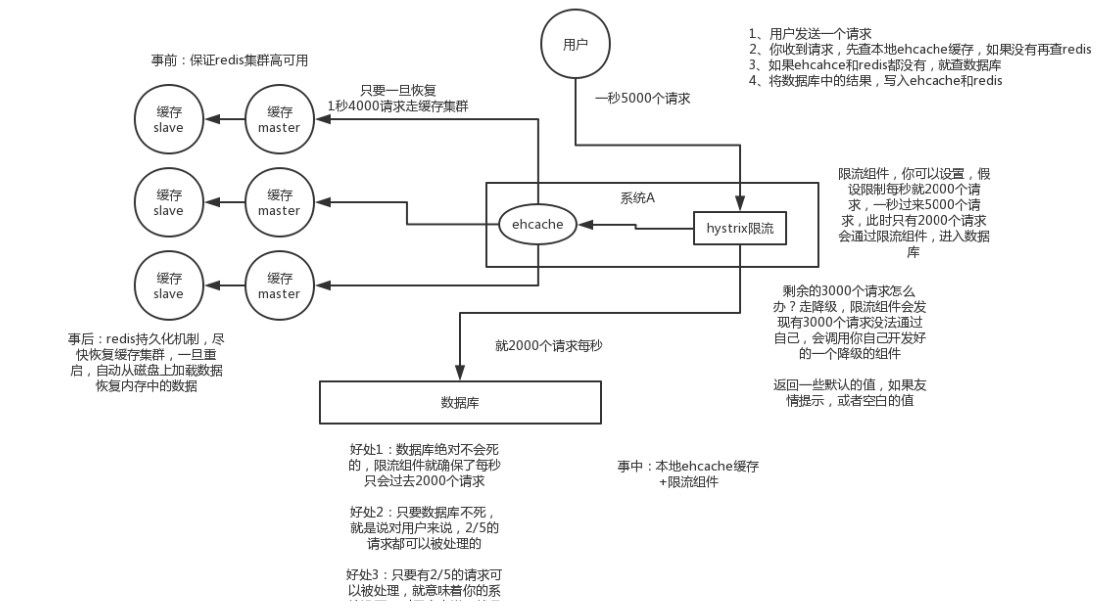 用户
1、用户发送一个请求
2、你收到请求，先查本地ehcache缓存，如果没有再查redis
3、如果ehcahce和redis都没有，就查数据库
4、将数据库中的结果，写入ehcache和redis
事前：保证redis集群高可用
只要一旦恢复
1秒4000请求走缓存集群
一秒5000个请求
缓存
slave
缓存
master
缓存
slave
缓存
master
缓存
slave
缓存
master
系统A
ehcache
hystrix限流
限流组件，你可以设置，假
设限制每秒就2000个请
求，一秒过来5000个请
求，此时只有2000个请求
会通过限流组件，进入数据
库
剩余的3000个请求怎么
办？走降级，限流组件会发
现有3000个请求没法通过
自己，会调用你自己开发好
的一个降级的组件
返回一些默认的值，如果友
情提示，或者空白的值
事后：redis持久化机制，尽
快恢复缓存集群，一旦重
启，自动从磁盘上加载数据
恢复内存中的数据
就2000个请求每秒
数据库
好处1：数据库绝对不会死
的，限流组件就确保了每秒
只会过去2000个请求
好处2：只要数据库不死，
就是说对用户来说，2/5的
请求都可以被处理的
好处3：只要有2/5的请求可
以被处理，就意味着你的系
事中：本地ehcache缓存
+限流组件